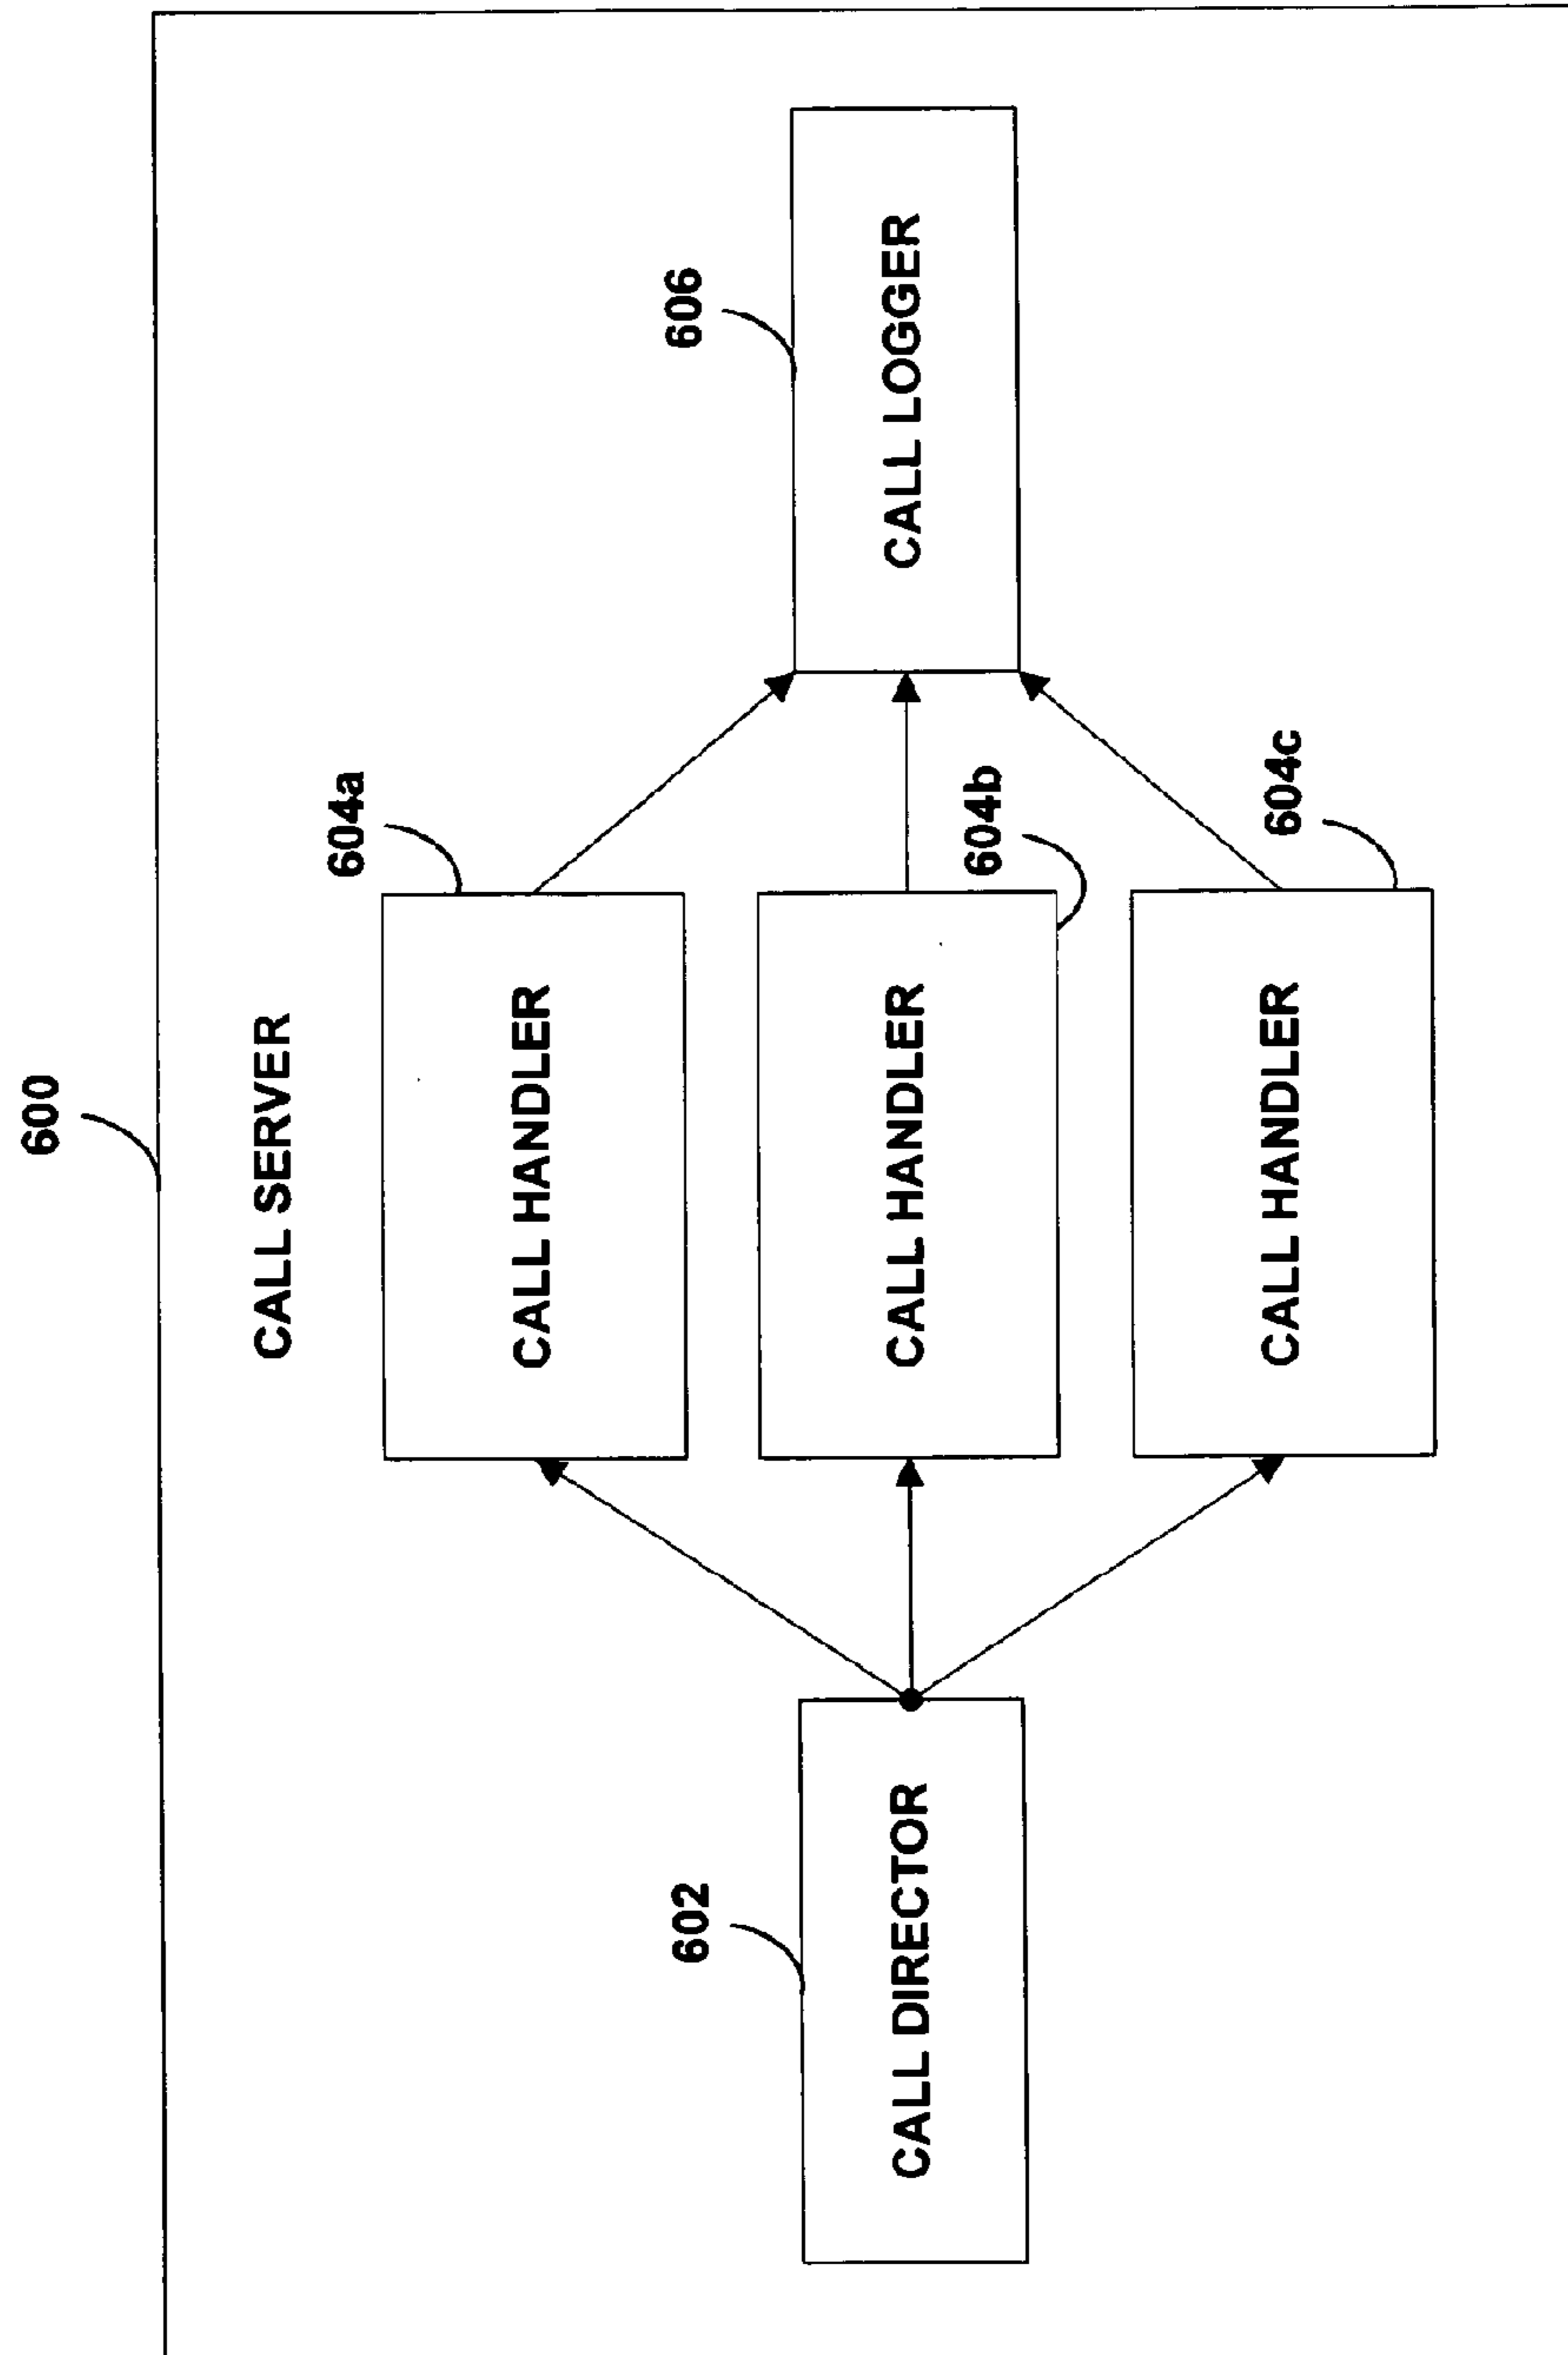 600
CALL SERVER
604a
CALL HANDLER
602
CALL DIRECTOR
604b
CALL HANDLER
606
CALL LOGGER
604c
CALL HANDLER